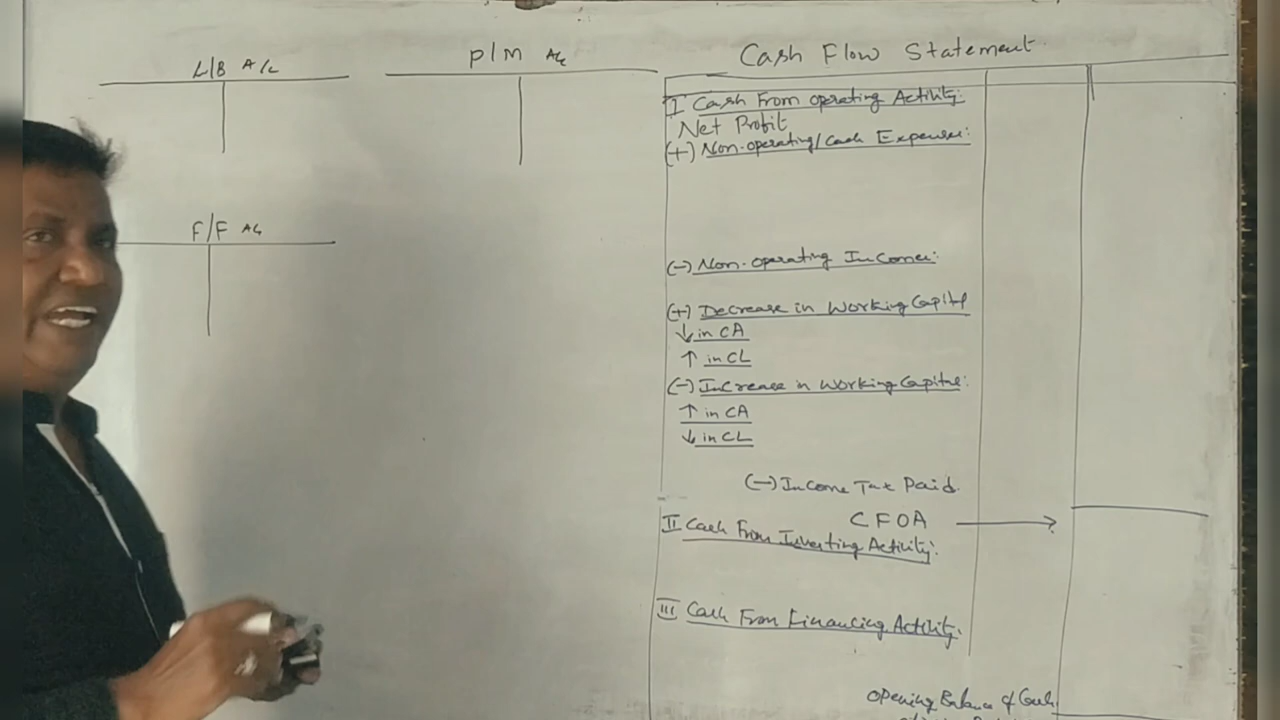 L/B A/c
P/M A/c
F/F A/c
Cash Flow Statement
I Cash From operating Activity:
Net Profit
(+) Non-operating/Cash Expenses:
(-) Non-operating Incomes:
(+) Decrease in Working Capital
↓ in CA
↑ in CL
(-) Increase in Working Capital:
↑ in CA
↓ in CL
(-) Income Tax Paid.
CFOA →
II Cash From Investing Activity:
III Cash From Financing Activity:
Opening Balance of Cash